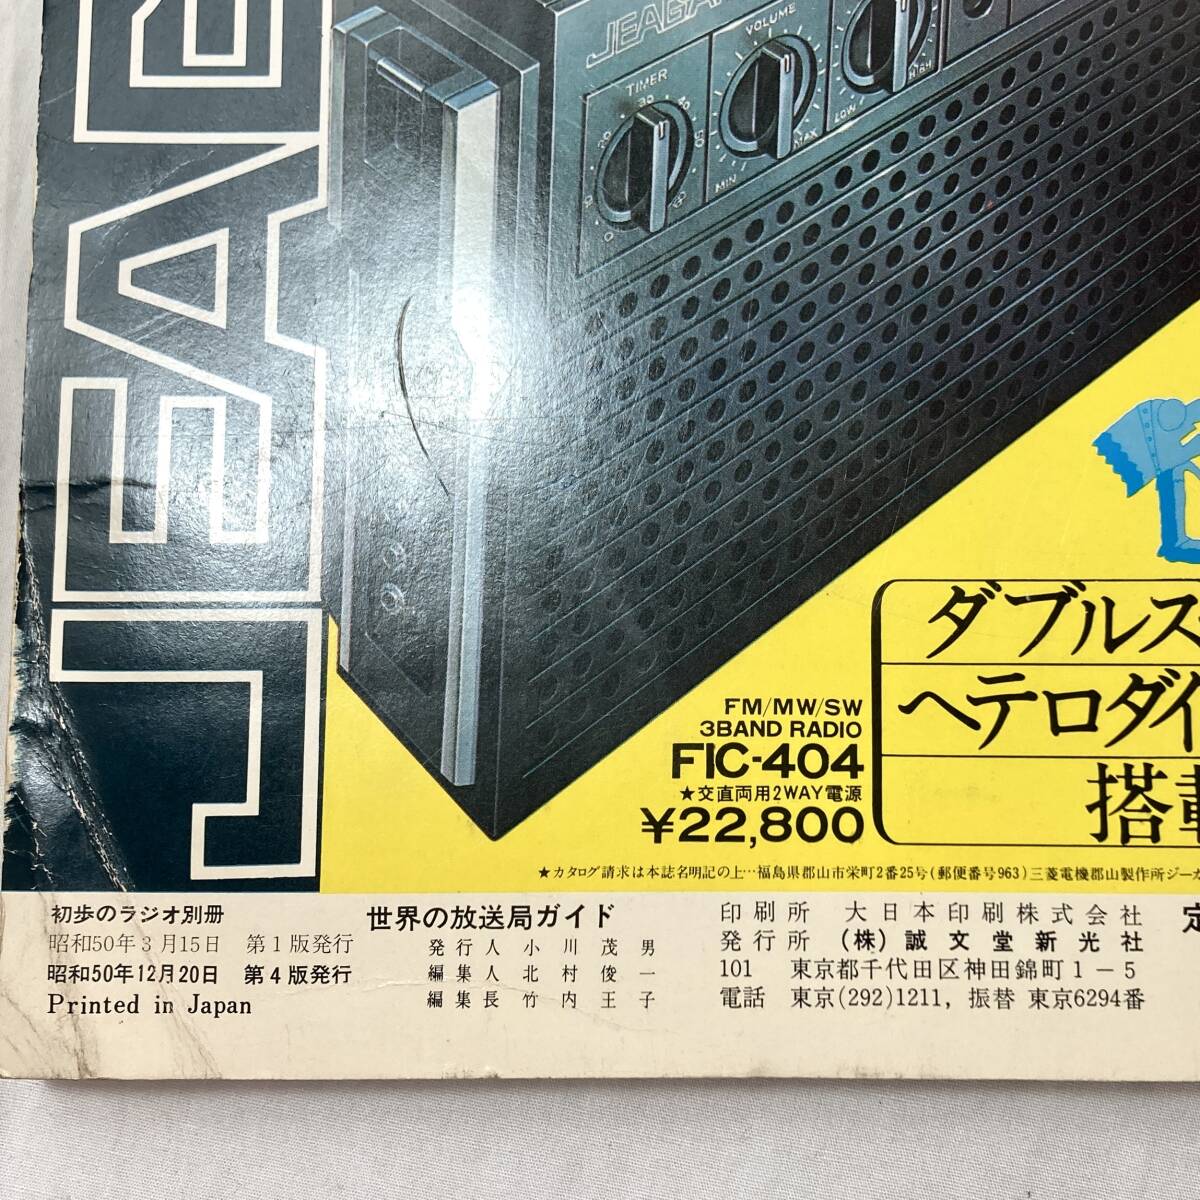 JEAGA
TIMER
VOLUME
MIN
MAX
LOW
HIGH
JEAG
ダブルス
ヘテロダイ
搭載
FM/MW/SW
3BAND RADIO
FIC-404
★交直両用2WAY電源
¥22,800
★カタログ請求は本誌名明記の上…福島県郡山市栄町2番25号(郵便番号963)三菱電機郡山製作所ジーガ
初歩のラジオ別冊
昭和50年3月15日 第1版発行
昭和50年12月20日 第4版発行
Printed in Japan
世界の放送局ガイド
発行人 小川茂男
編集人 北村俊一
編集長 竹内王子
印刷所 大日本印刷株式会社
発行所 (株)誠文堂新光社
101 東京都千代田区神田錦町1-5
電話 東京(292)1211, 振替 東京6294番
定